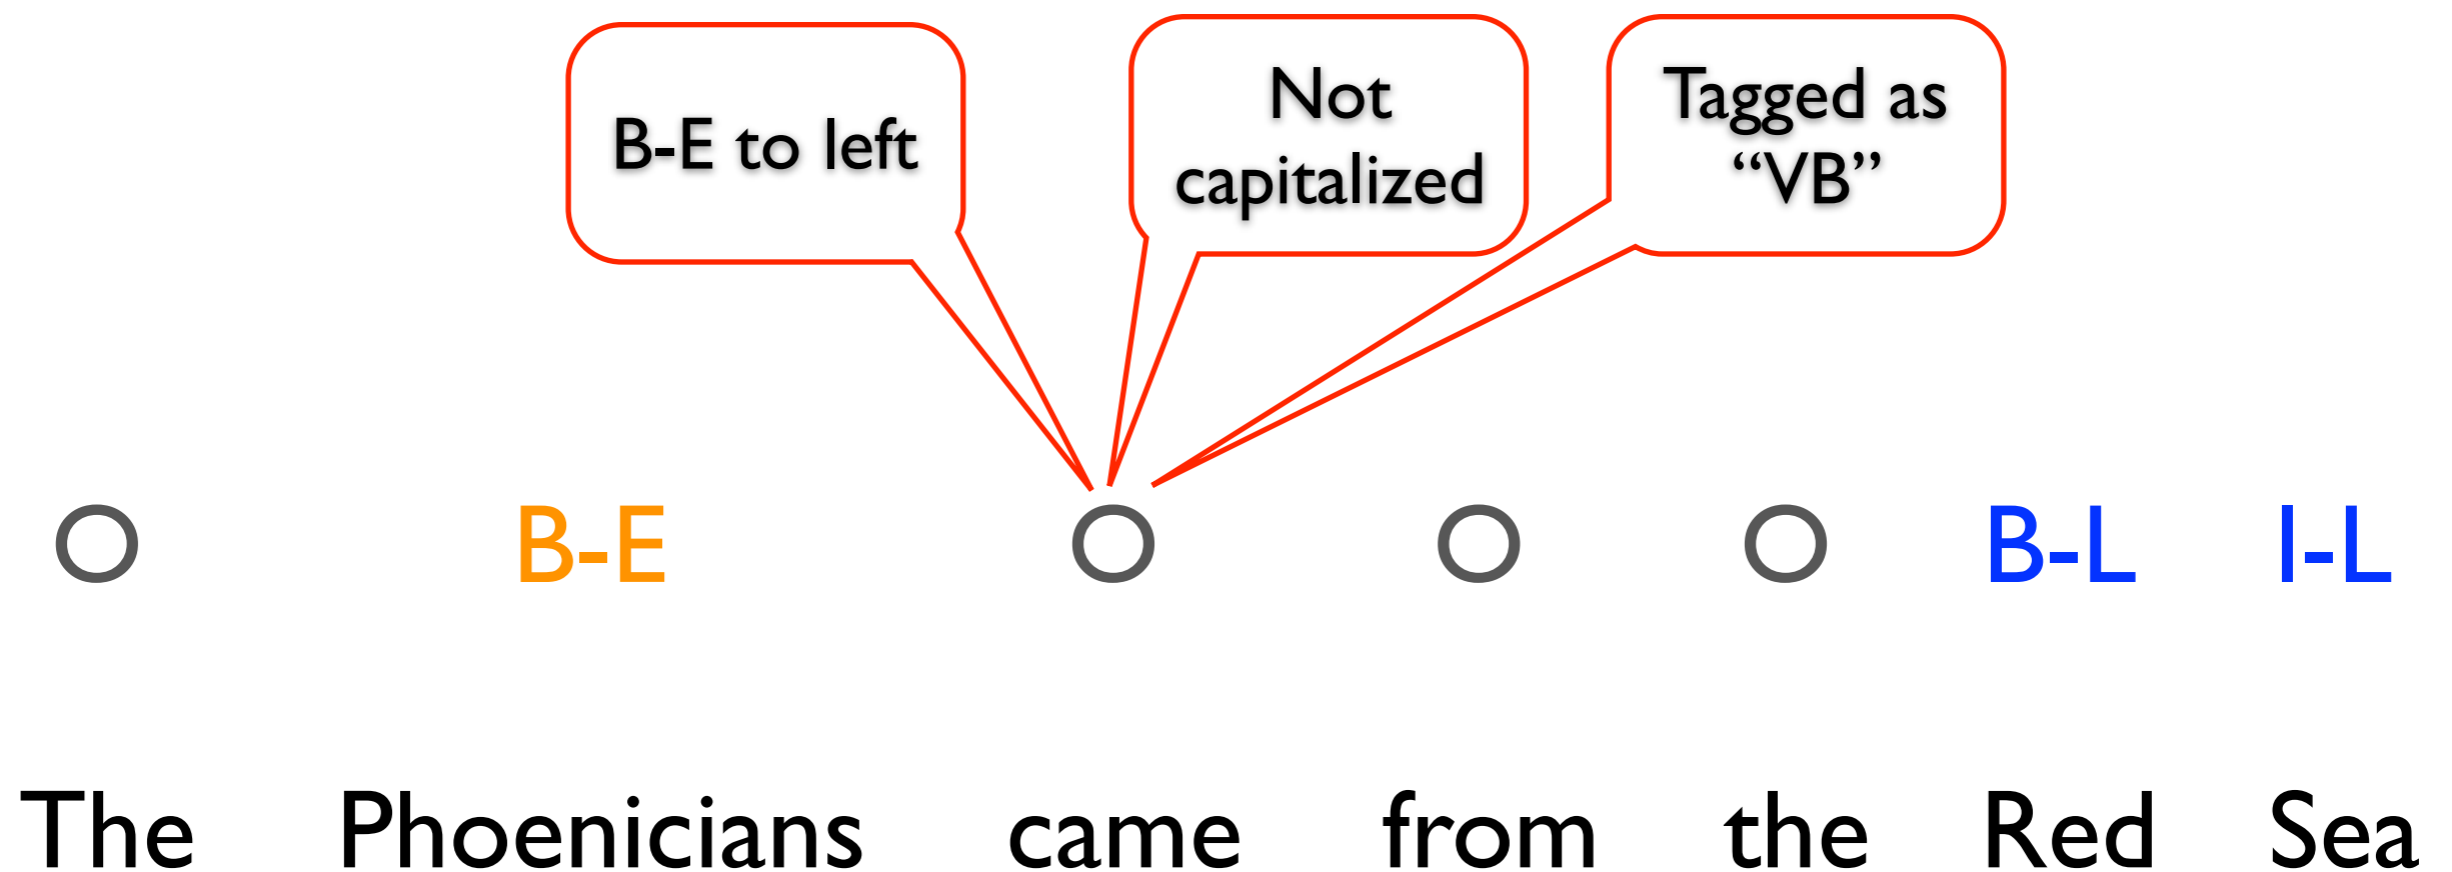 B-E to left
Not
capitalized
Tagged as
“VB”
O B-E O O O B-L I-L
The Phoenicians came from the Red Sea